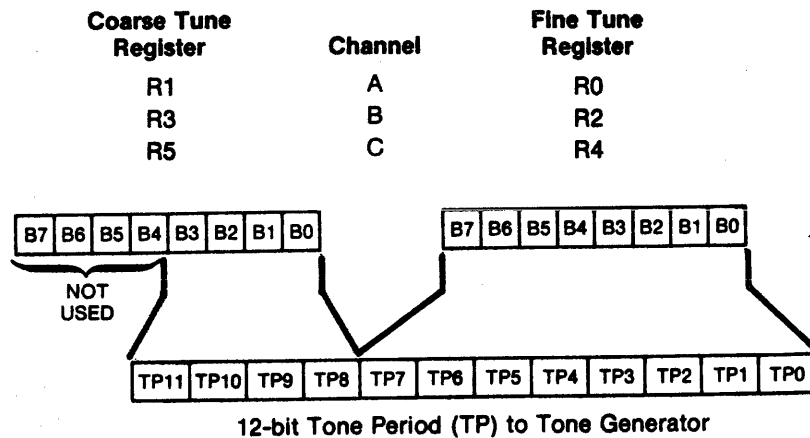 Coarse Tune Register Channel Fine Tune Register
R1 A R0
R3 B R2
R5 C R4
B7 B6 B5 B4 B3 B2 B1 B0 B7 B6 B5 B4 B3 B2 B1 B0
NOT
USED
TP11 TP10 TP9 TP8 TP7 TP6 TP5 TP4 TP3 TP2 TP1 TP0
12-bit Tone Period (TP) to Tone Generator